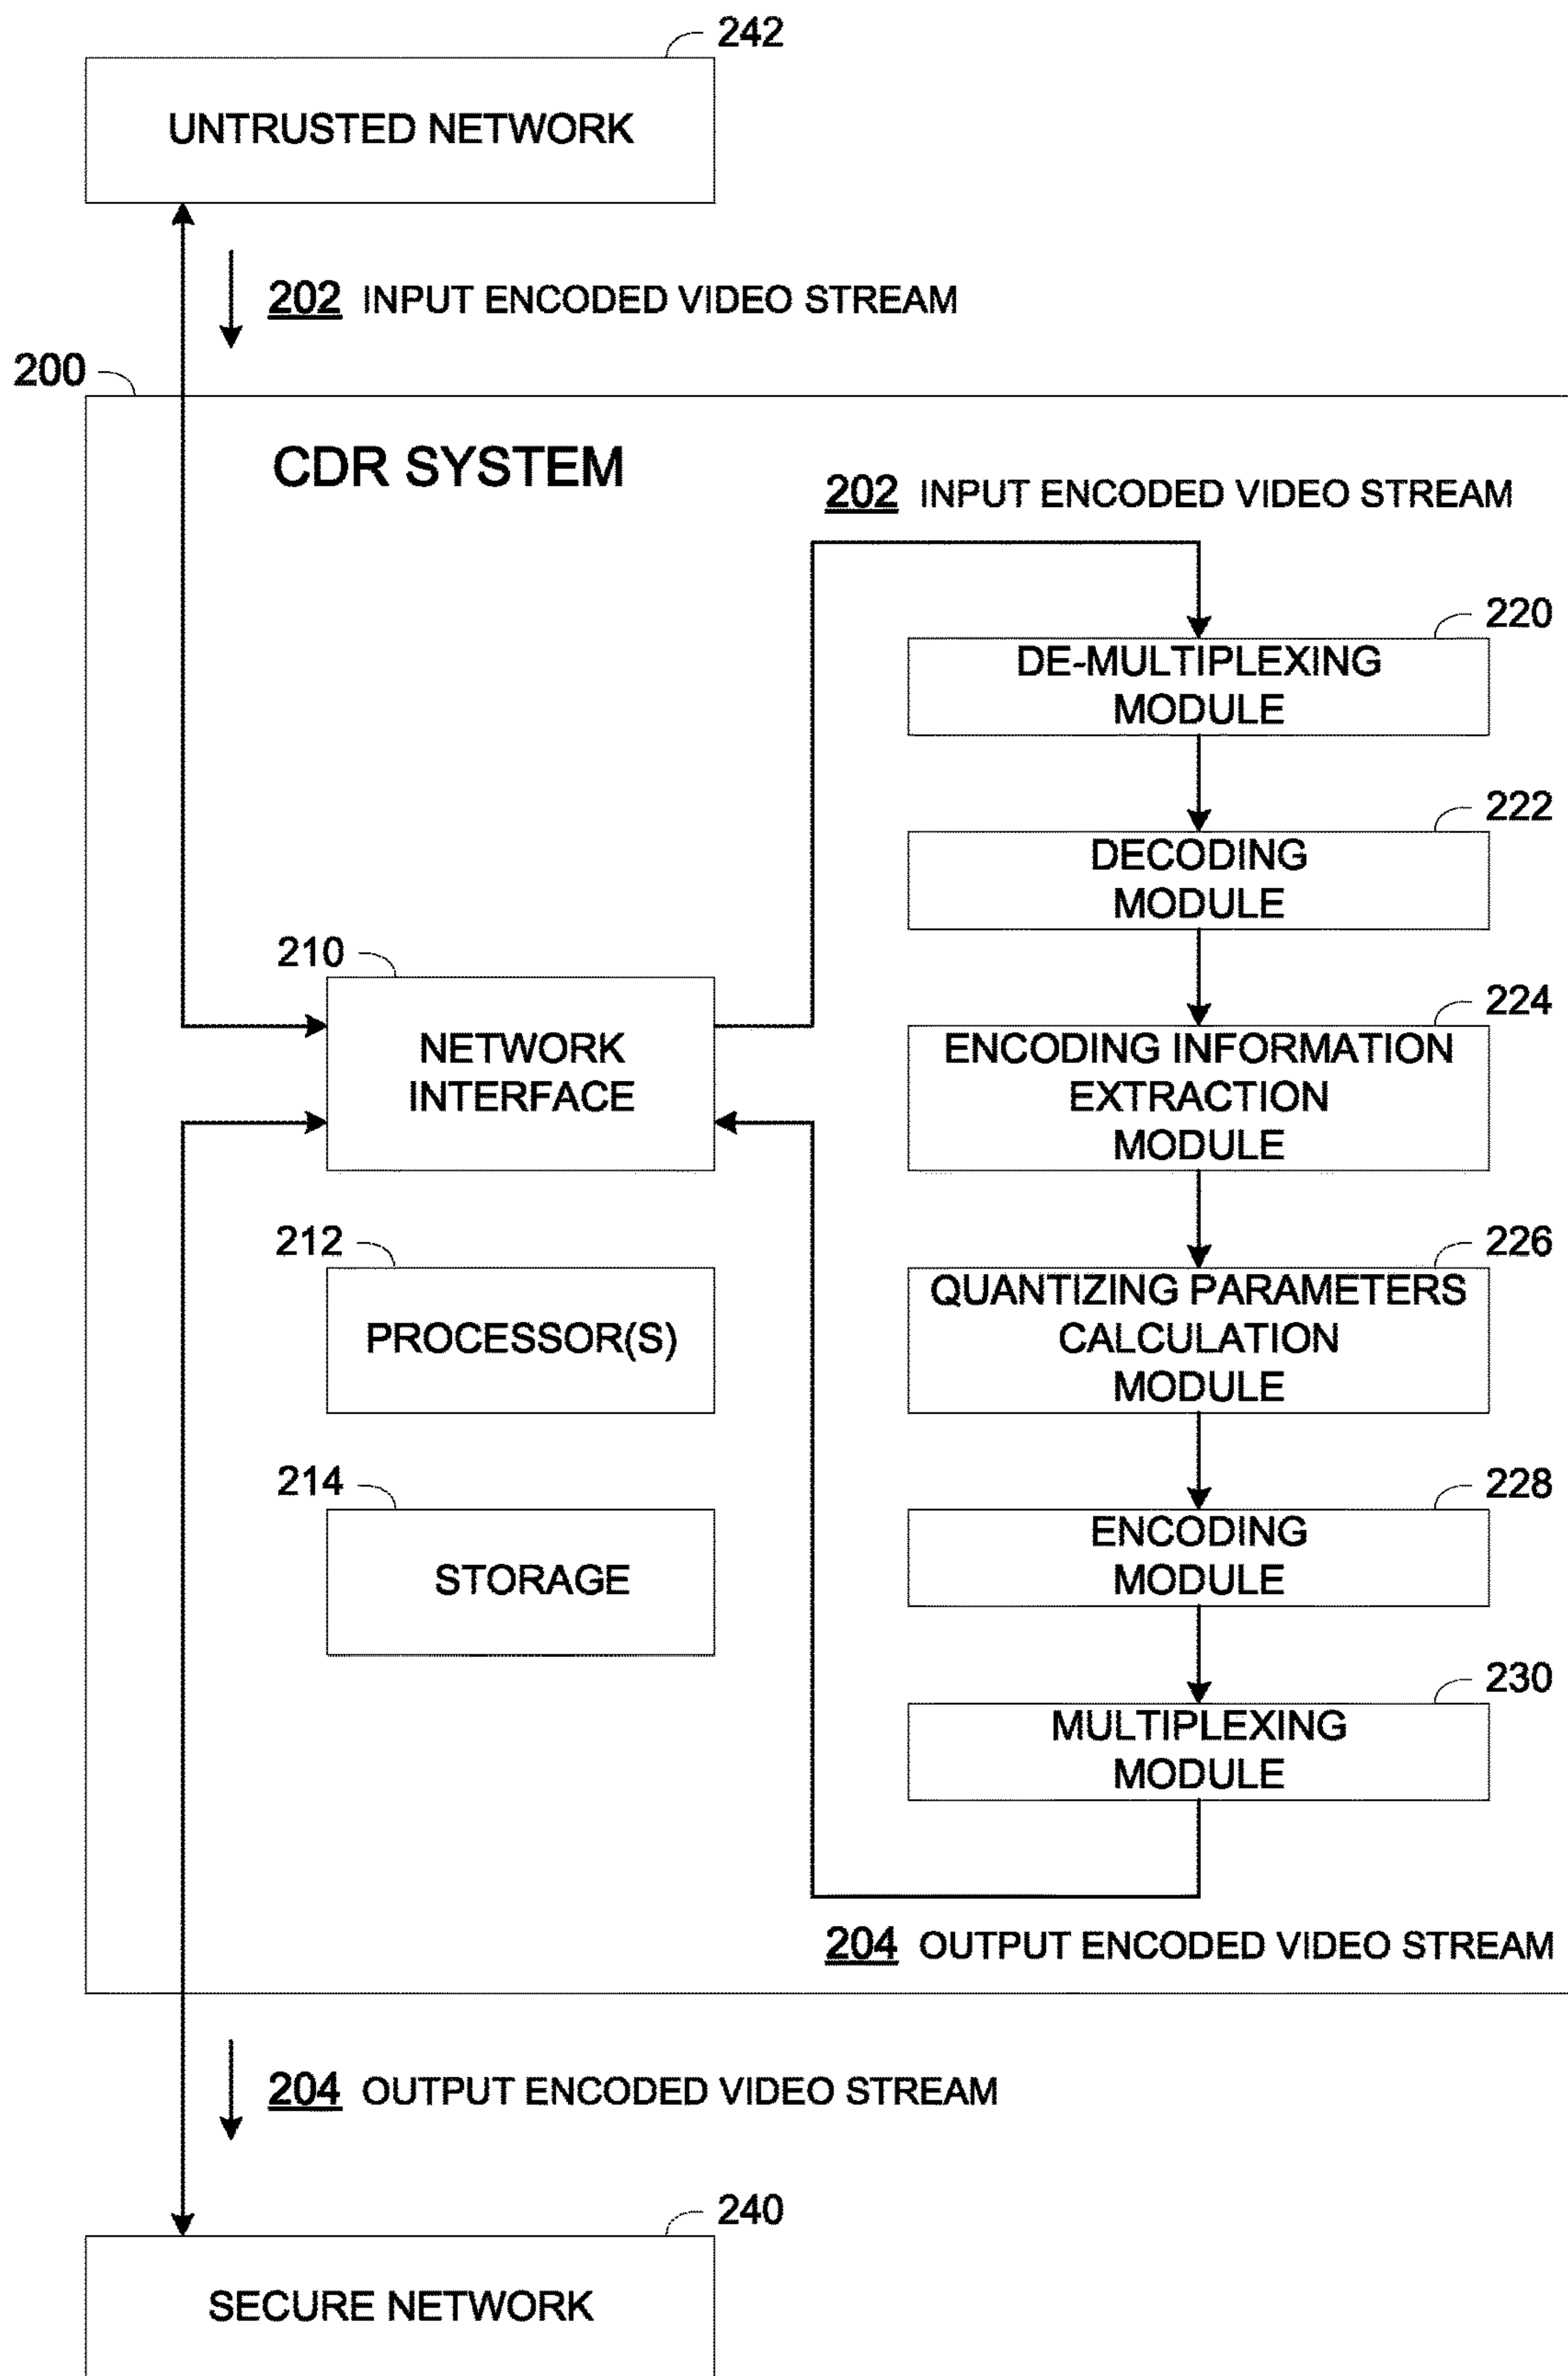 242
UNTRUSTED NETWORK
202 INPUT ENCODED VIDEO STREAM
200
CDR SYSTEM
202 INPUT ENCODED VIDEO STREAM
220
DE-MULTIPLEXING
MODULE
222
DECODING
MODULE
210
NETWORK
INTERFACE
224
ENCODING INFORMATION
EXTRACTION
MODULE
212
PROCESSOR(S)
226
QUANTIZING PARAMETERS
CALCULATION
MODULE
214
STORAGE
228
ENCODING
MODULE
230
MULTIPLEXING
MODULE
204 OUTPUT ENCODED VIDEO STREAM
204 OUTPUT ENCODED VIDEO STREAM
240
SECURE NETWORK